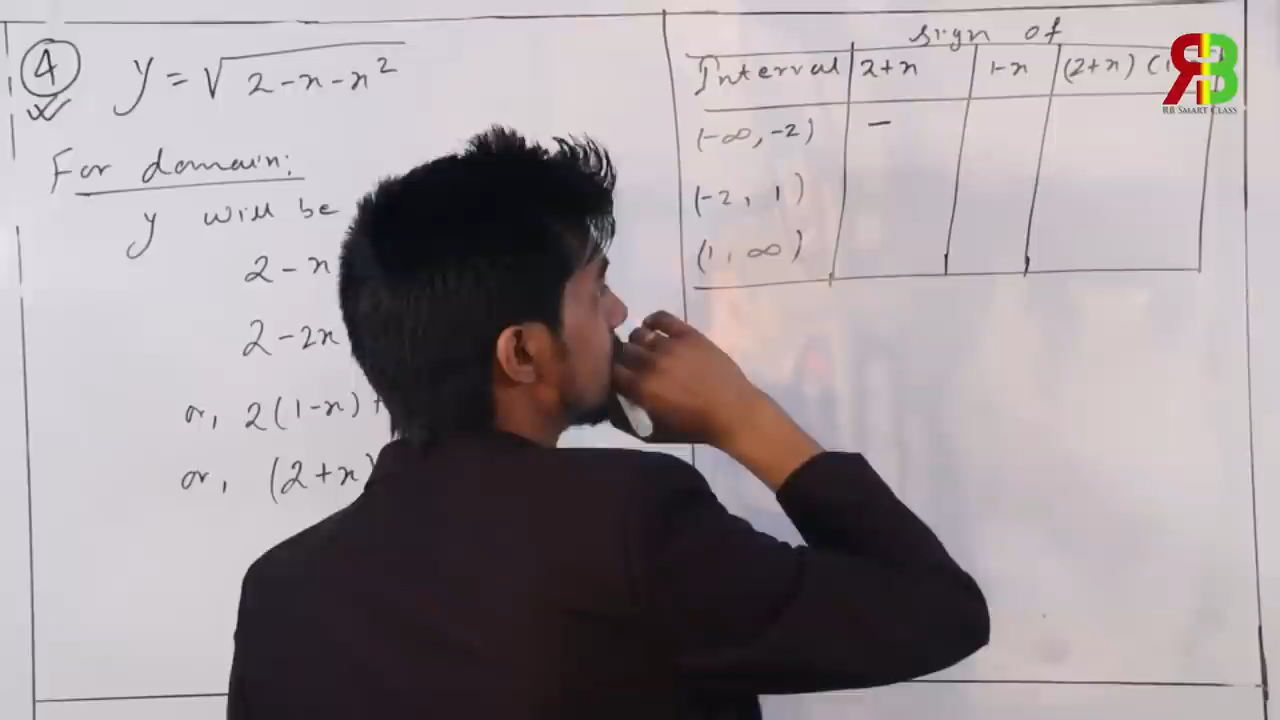 ④ y = √2-x-x²
For domain:
y will be
2-x
2-2x
or, 2(1-x)+
or, (2+x)
sign of
Interval 2+x 1-x (2+x) (1
(-∞, -2) -
(-2, 1)
(1, ∞)
RB
RB SMART CLASS